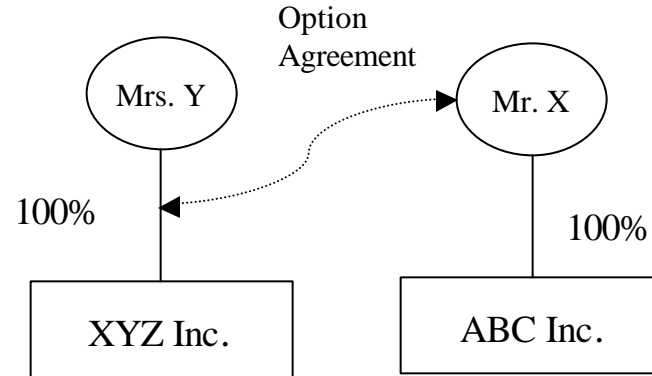 Option
Agreement
Mrs. Y
Mr. X
100%
100%
XYZ Inc.
ABC Inc.